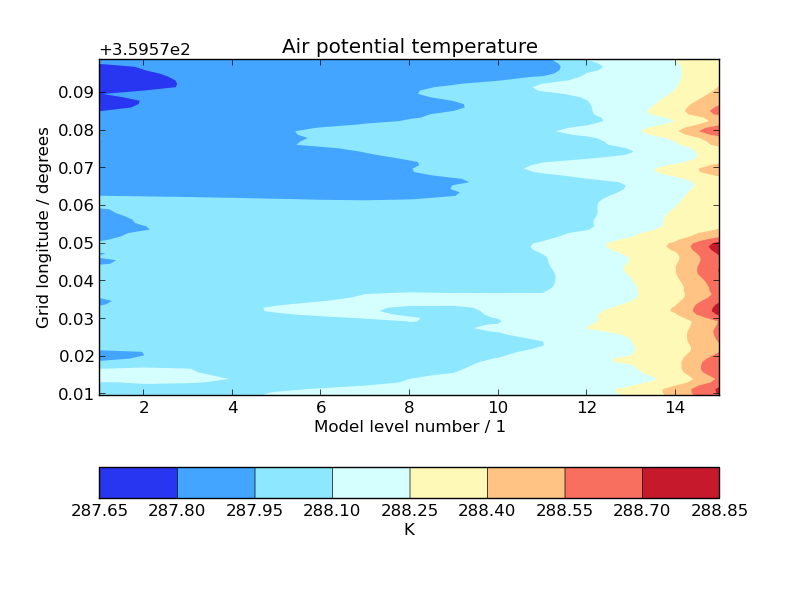 +3.5957e2
Air potential temperature
0.09
0.08
0.07
0.06
0.05
0.04
0.03
0.02
0.01
Grid longitude / degrees
2 4 6 8 10 12 14
Model level number / 1
287.65 287.80 287.95 288.10 288.25 288.40 288.55 288.70 288.85
K